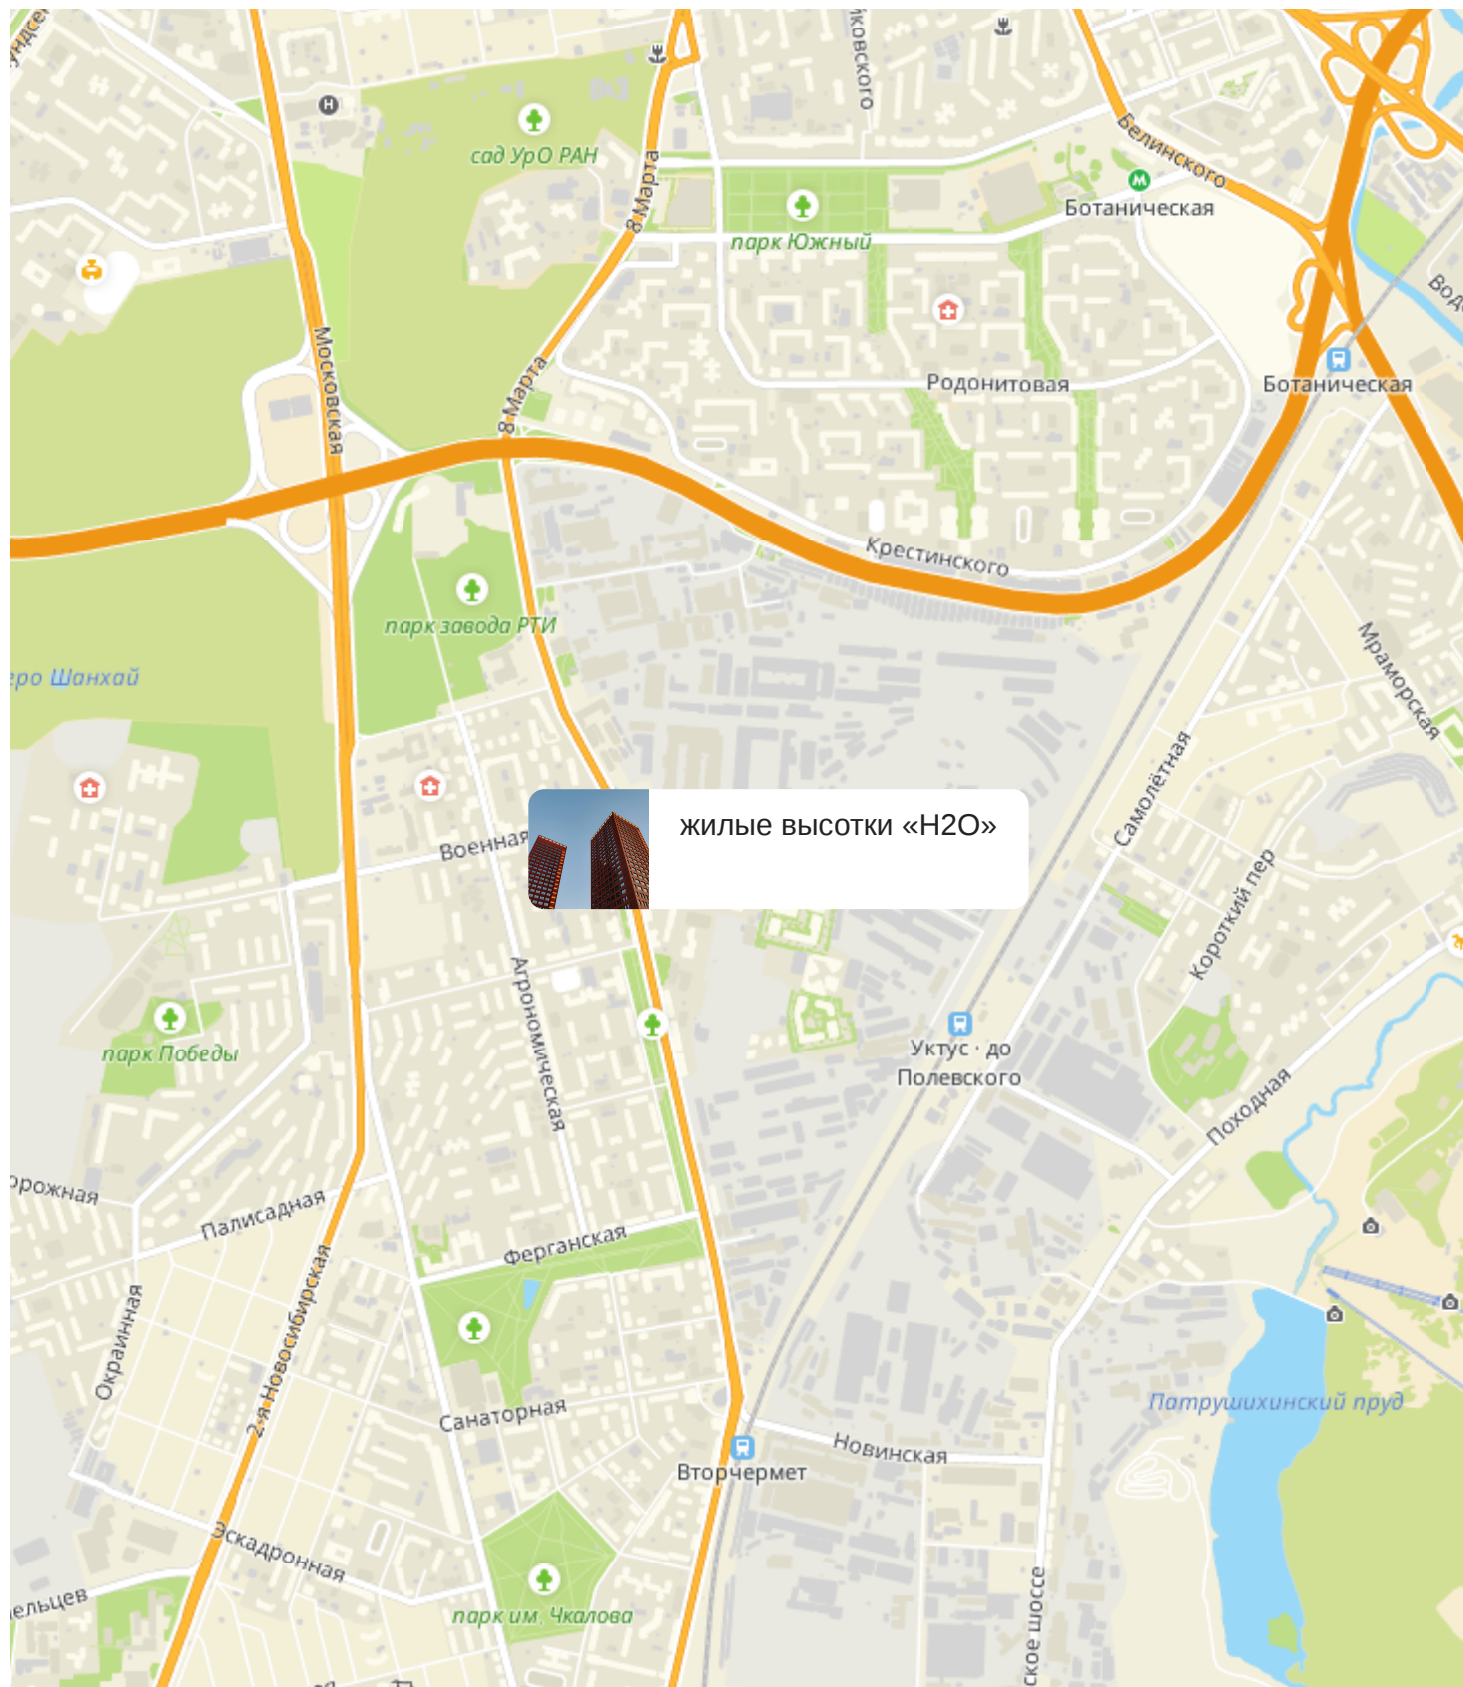 8 Марта
сад УрО РАН
Белинского
Ботаническая
парк Южный
8 Марта
Московская
Родонитовая
Ботаническая
Крестинского
парк завода РТИ
Шанхай
Мраморская
Самолётная
жилые высотки «H2O»
Военная
Короткий пер
Агрономическая
Уктус · до
Полевского
парк Победы
Походная
Палисадная
Ферганская
Окраинная
2-я Новосибирская
Санаторная
Патрушихинский пруд
Новинская
Вторчермет
Эскадронная
парк им. Чкалова
ское шоссе